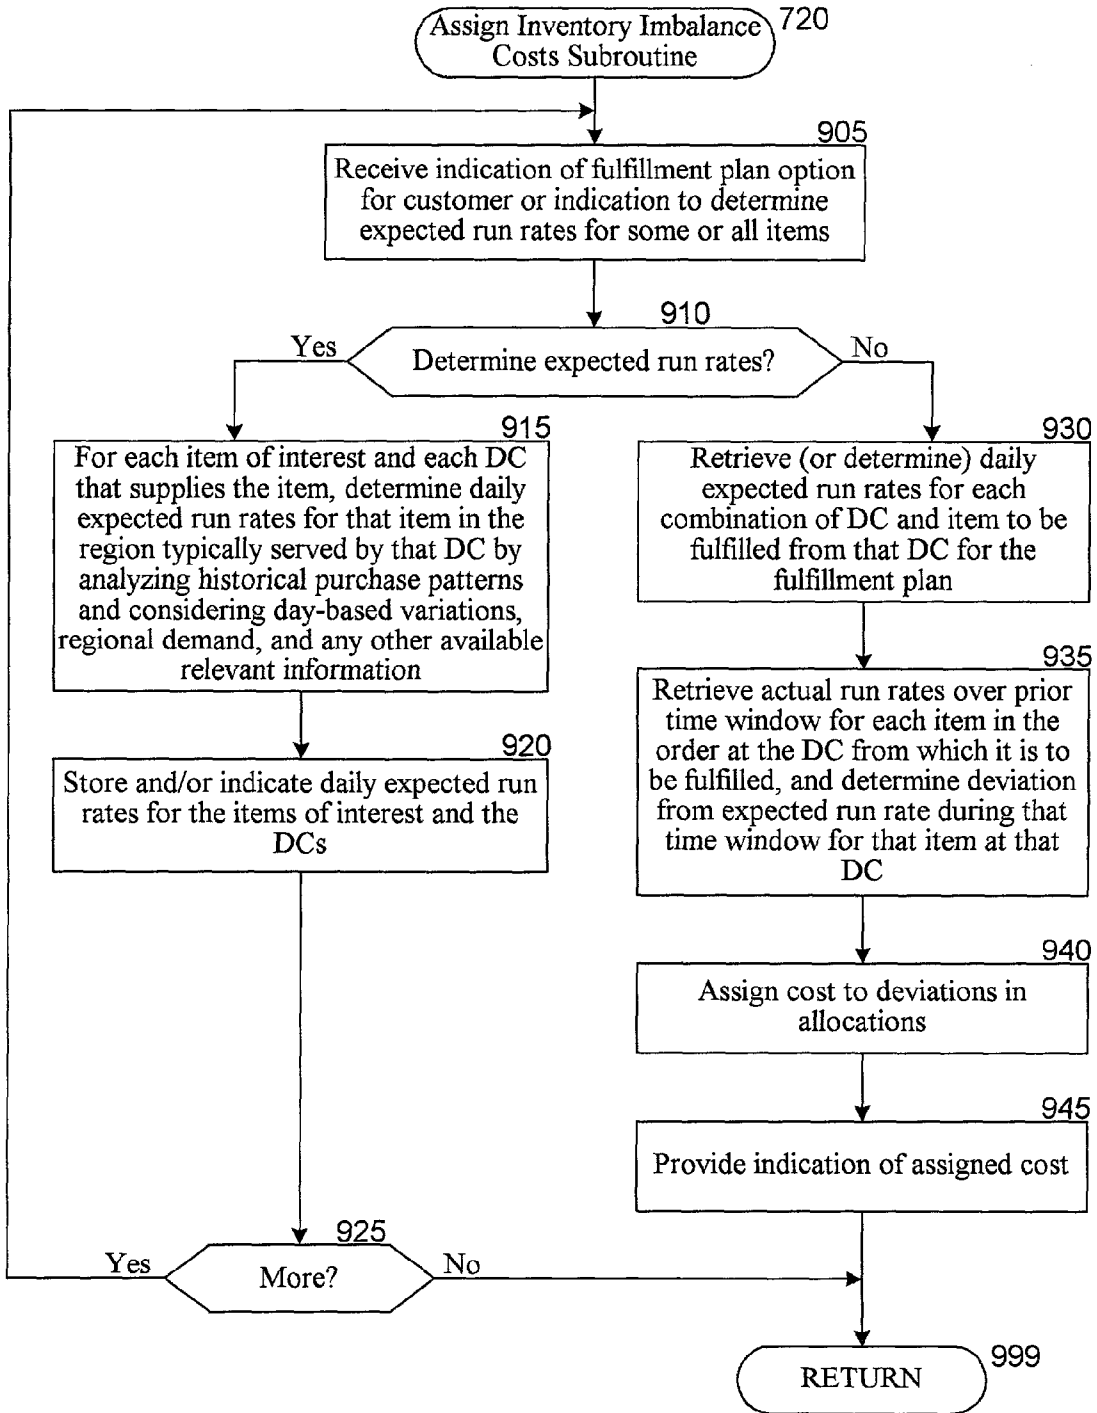 Assign Inventory Imbalance
Costs Subroutine
720
905
Receive indication of fulfillment plan option
for customer or indication to determine
expected run rates for some or all items
910
Yes
Determine expected run rates?
No
915
For each item of interest and each DC
that supplies the item, determine daily
expected run rates for that item in the
region typically served by that DC by
analyzing historical purchase patterns
and considering day-based variations,
regional demand, and any other available
relevant information
920
Store and/or indicate daily expected run
rates for the items of interest and the
DCs
925
Yes
More?
No
930
Retrieve (or determine) daily
expected run rates for each
combination of DC and item to be
fulfilled from that DC for the
fulfillment plan
935
Retrieve actual run rates over prior
time window for each item in the
order at the DC from which it is to
be fulfilled, and determine deviation
from expected run rate during that
time window for that item at that
DC
940
Assign cost to deviations in
allocations
945
Provide indication of assigned cost
RETURN
999